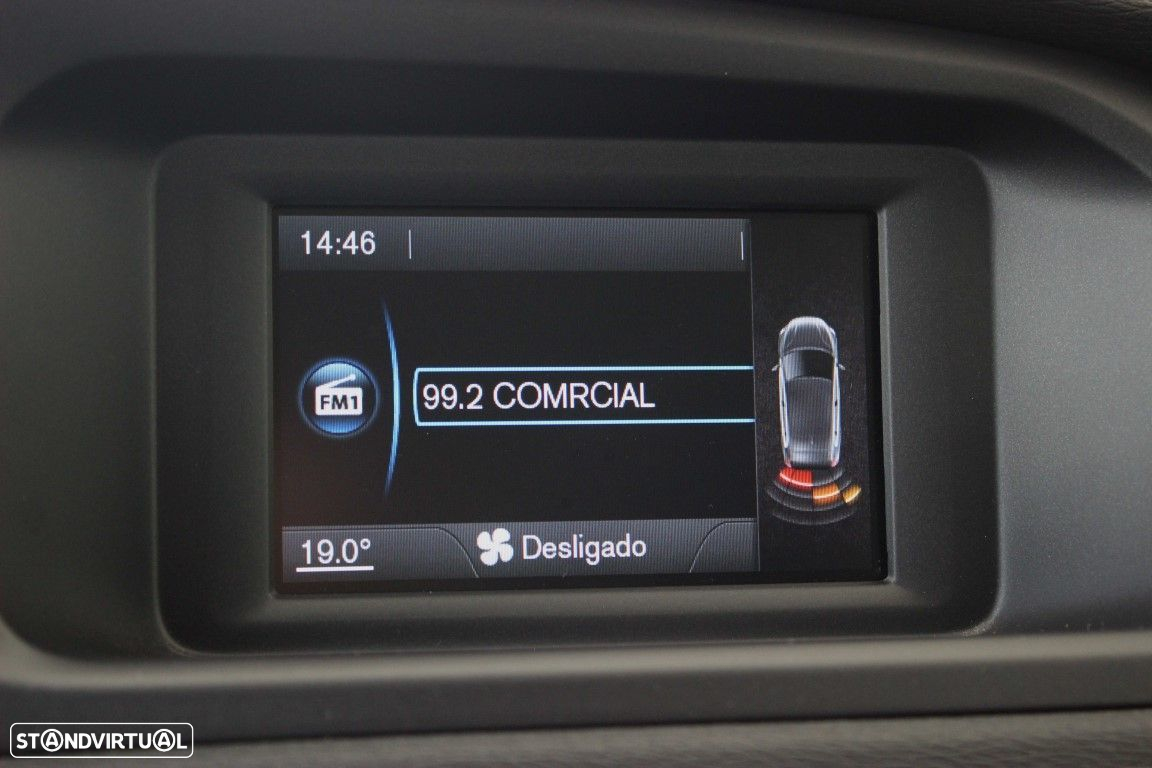 14:46
FM1
99.2 COMRCIAL
19.0°
Desligado
STANDVIRTUAL